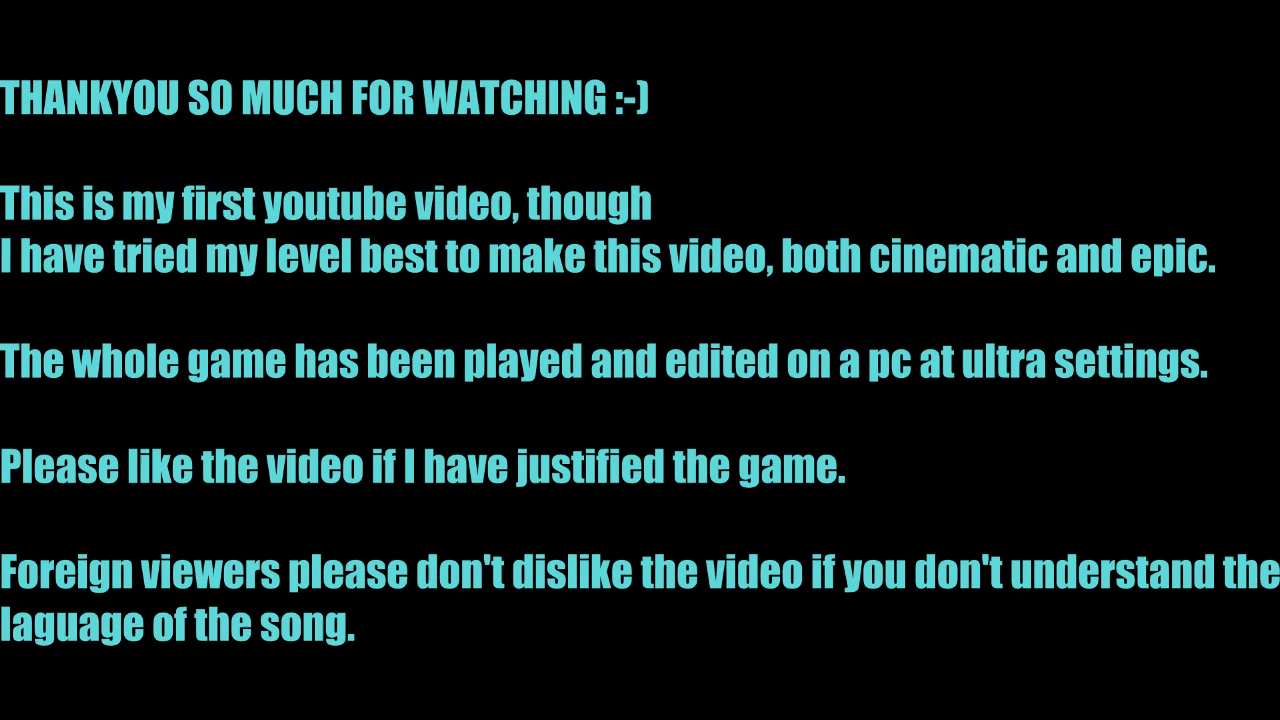 THANKYOU SO MUCH FOR WATCHING :-)
This is my first youtube video, though
I have tried my level best to make this video, both cinematic and epic.
The whole game has been played and edited on a pc at ultra settings.
Please like the video if I have justified the game.
Foreign viewers please don't dislike the video if you don't understand the
laguage of the song.